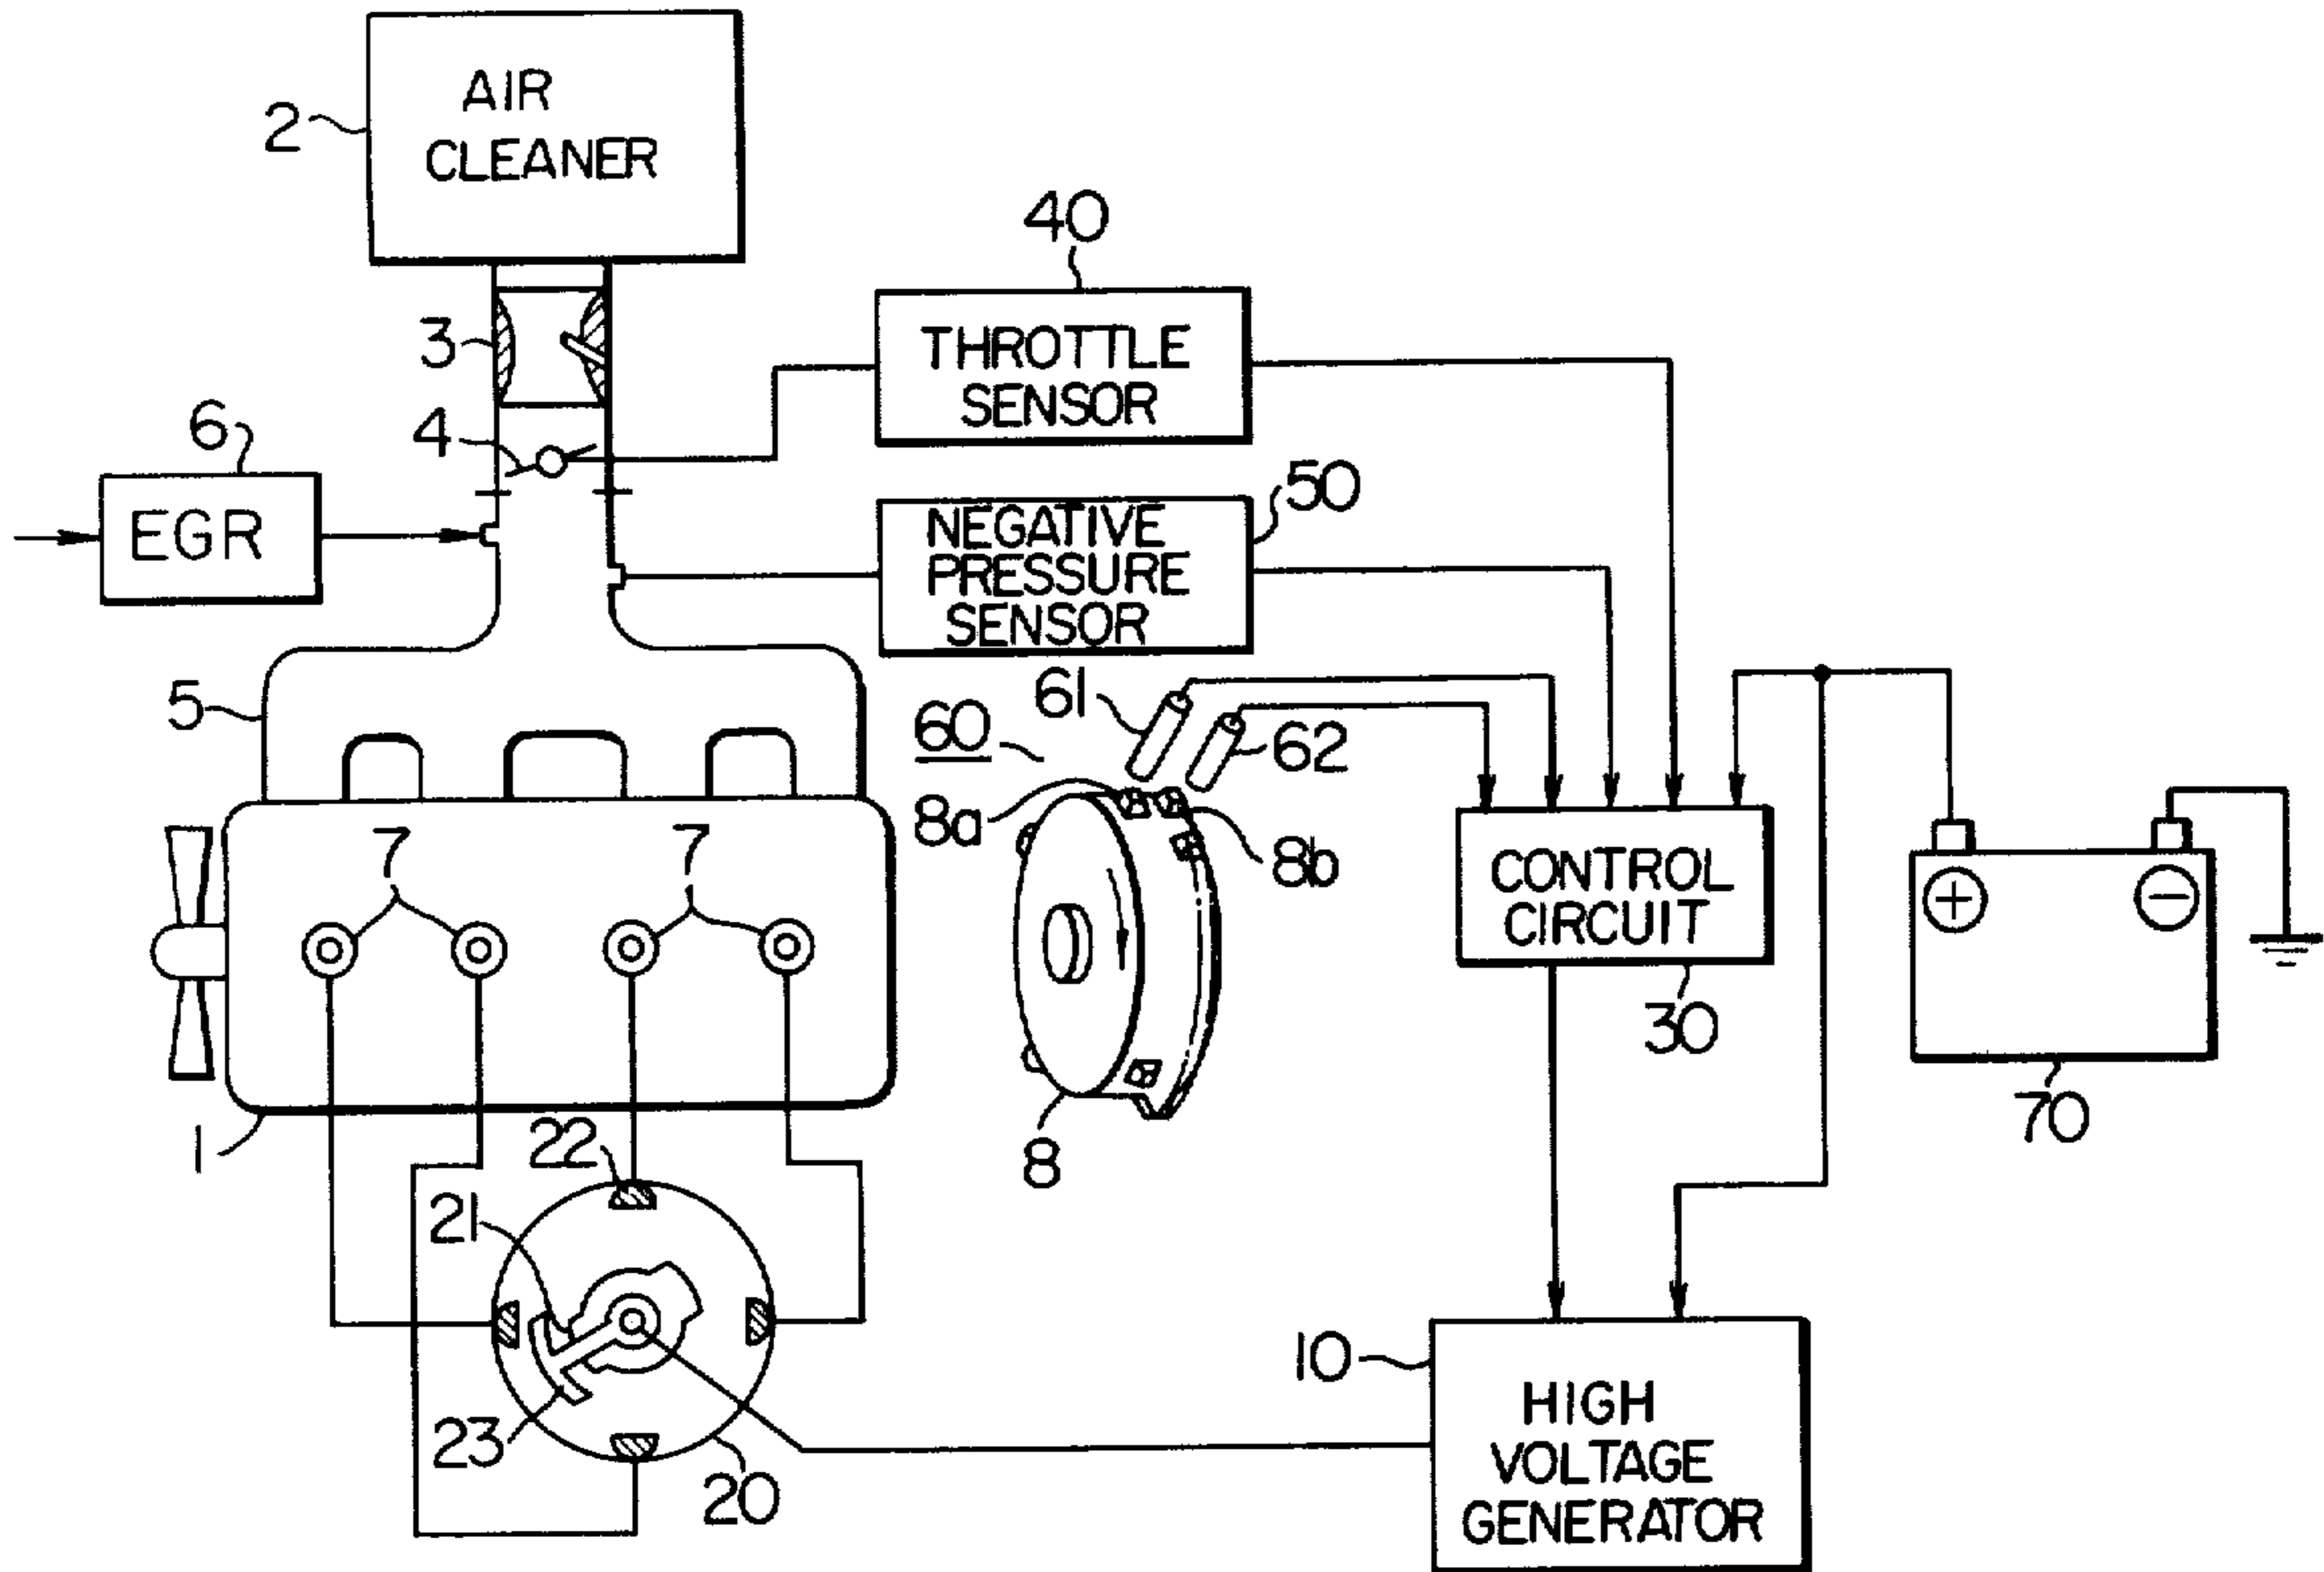 AIR
CLEANER
2
40
3
THROTTLE
SENSOR
6
4
50
EGR
NEGATIVE
PRESSURE
SENSOR
5
61
60
62
8a
7
7
8b
CONTROL
CIRCUIT
+
−
30
1
22
8
70
21
10
23
20
HIGH
VOLTAGE
GENERATOR